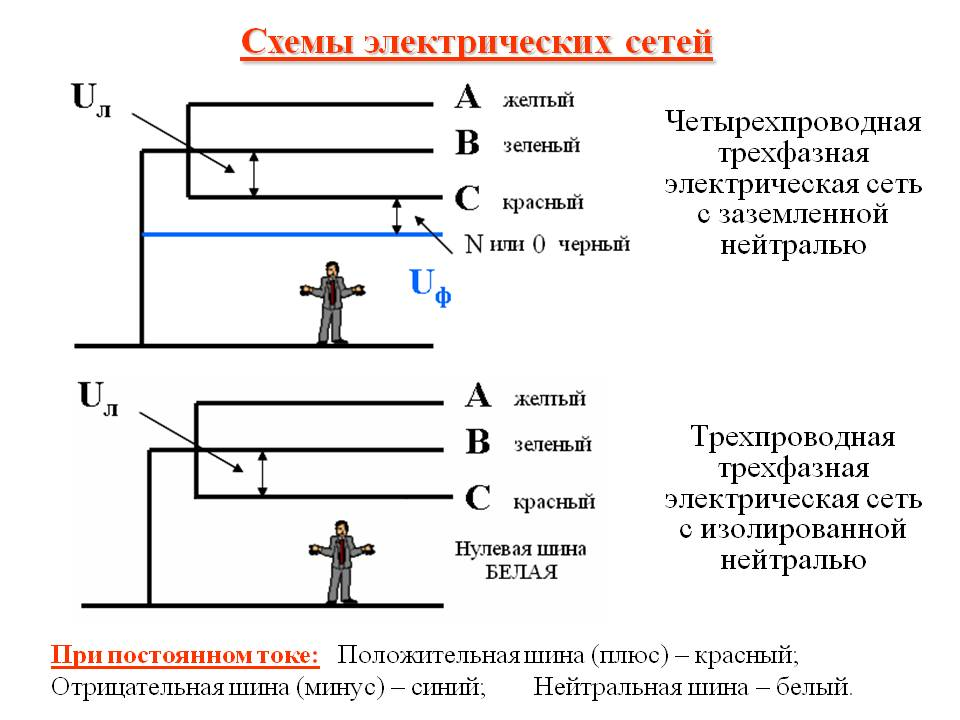 Схемы электрических сетей
Uл
А желтый
В зеленый
С красный
N или 0 черный
Uф
Четырехпроводная
трехфазная
электрическая сеть
с заземленной
нейтралью
Uл
А желтый
В зеленый
С красный
Нулевая шина
БЕЛАЯ
Трехпроводная
трехфазная
электрическая сеть
с изолированной
нейтралью
При постоянном токе: Положительная шина (плюс) – красный;
Отрицательная шина (минус) – синий; Нейтральная шина – белый.